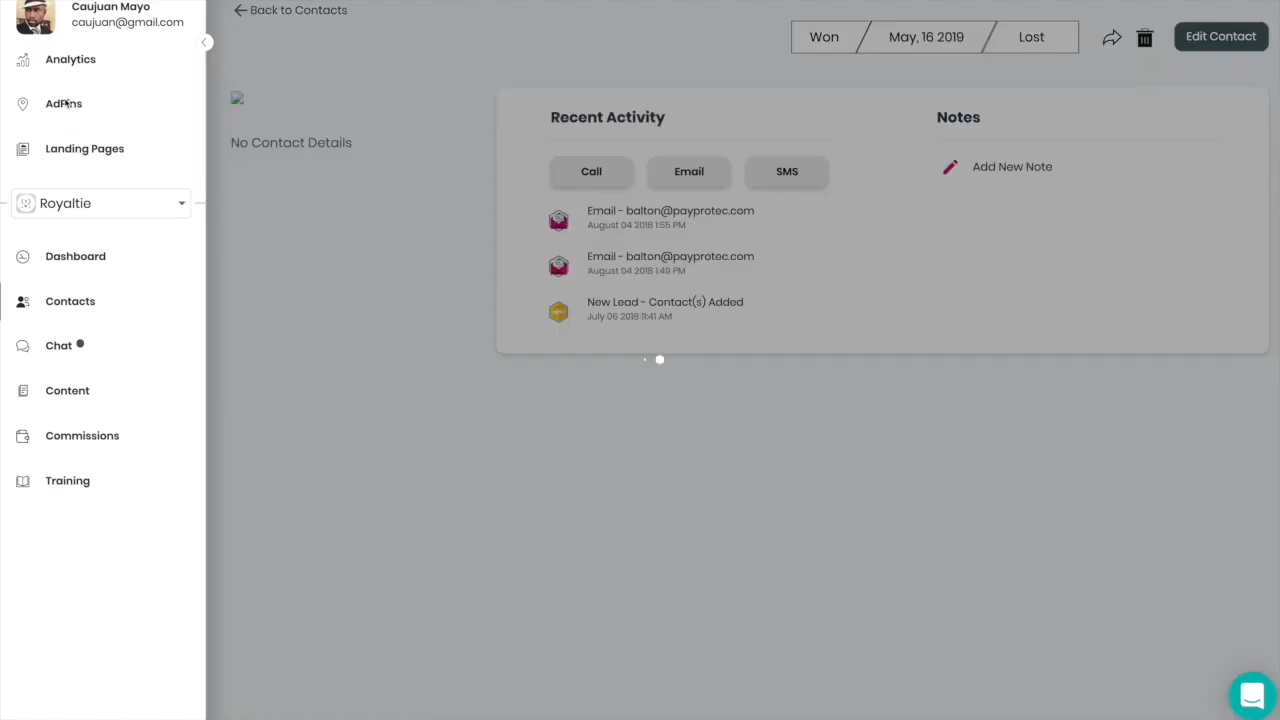 Caujuan Mayo
caujuan@gmail.com
Analytics
AdPins
Landing Pages
Royaltie
Dashboard
Contacts
Chat
Content
Commissions
Training
Back to Contacts
Won
May, 16 2019
Lost
Edit Contact
No Contact Details
Recent Activity
Call
Email
SMS
Email - balton@payprotec.com
August 04 2018 1:55 PM
Email - balton@payprotec.com
August 04 2018 1:49 PM
New Lead - Contact(s) Added
July 06 2018 11:41 AM
Notes
Add New Note